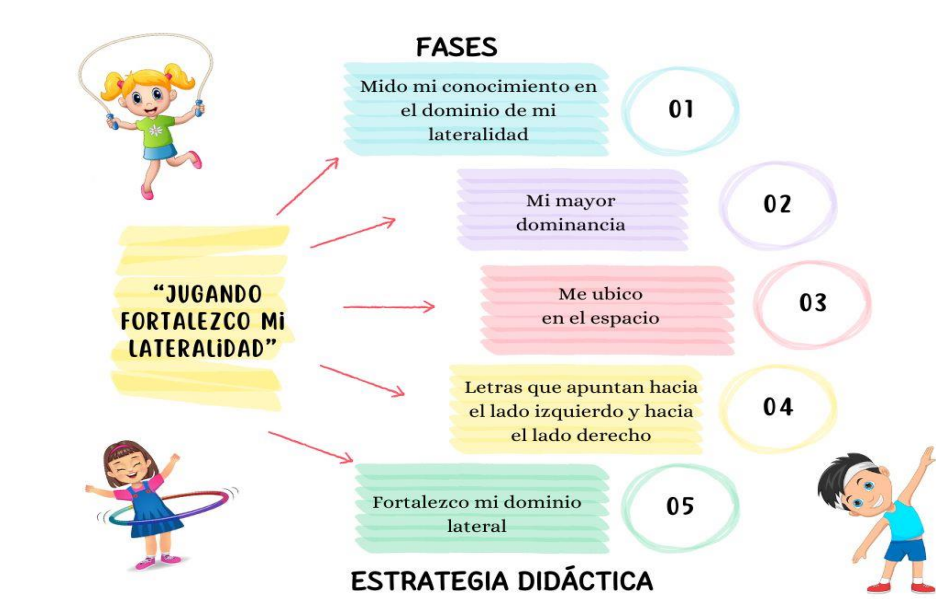 FASES
Mido mi conocimiento en
el dominio de mi
lateralidad
01
Mi mayor
dominancia
02
“JUGANDO
FORTALEZCO Mi
LATERALiDAD”
Me ubico
en el espacio
03
Letras que apuntan hacia
el lado izquierdo y hacia
el lado derecho
04
Fortalezco mi dominio
lateral
05
ESTRATEGIA DIDÁCTICA